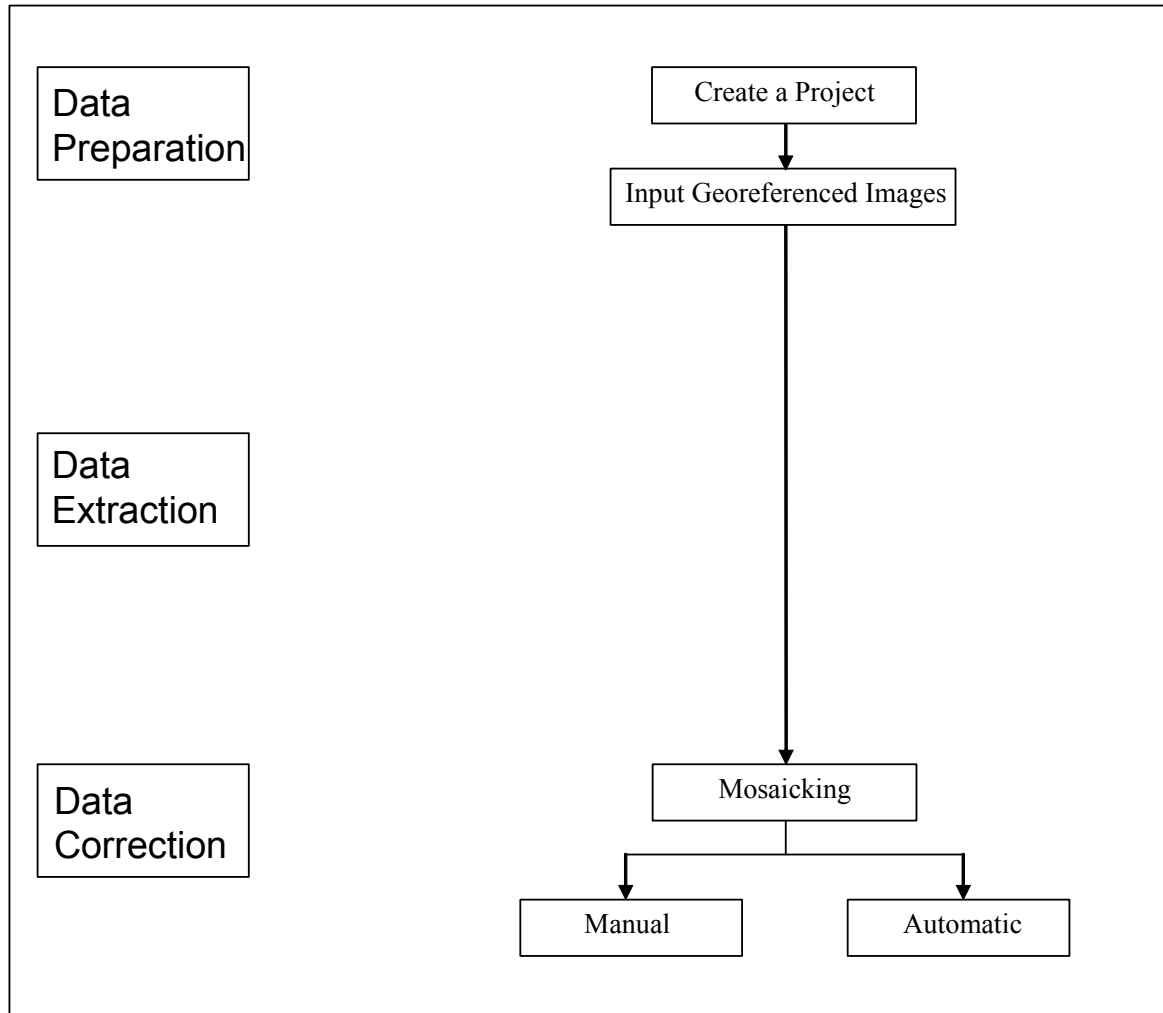 Data
Preparation
Create a Project
Input Georeferenced Images
Data
Extraction
Data
Correction
Mosaicking
Manual
Automatic